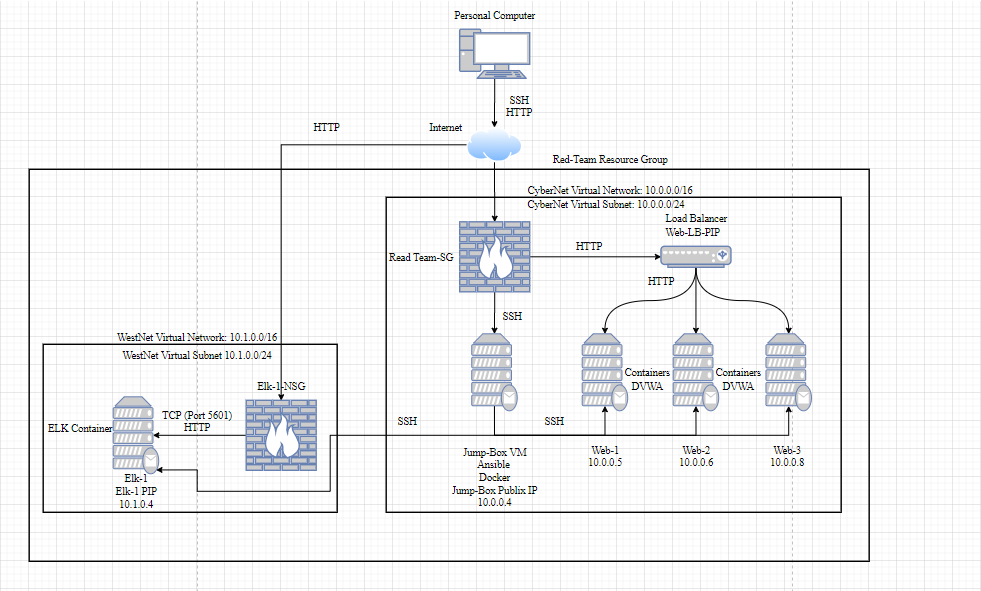 Personal Computer
SSH
HTTP
HTTP
Internet
Red-Team Resource Group
CyberNet Virtual Network: 10.0.0.0/16
CyberNet Virtual Subnet: 10.0.0.0/24
Load Balancer
Web-LB-PIP
Read Team-SG
HTTP
HTTP
SSH
WestNet Virtual Network: 10.1.0.0/16
WestNet Virtual Subnet 10.1.0.0/24
Containers
DVWA
Containers
DVWA
Elk-1-NSG
ELK Container
TCP (Port 5601)
HTTP
SSH
SSH
Elk-1
Elk-1 PIP
10.1.0.4
Jump-Box VM
Ansible
Docker
Jump-Box Publix IP
10.0.0.4
Web-1
10.0.0.5
Web-2
10.0.0.6
Web-3
10.0.0.8